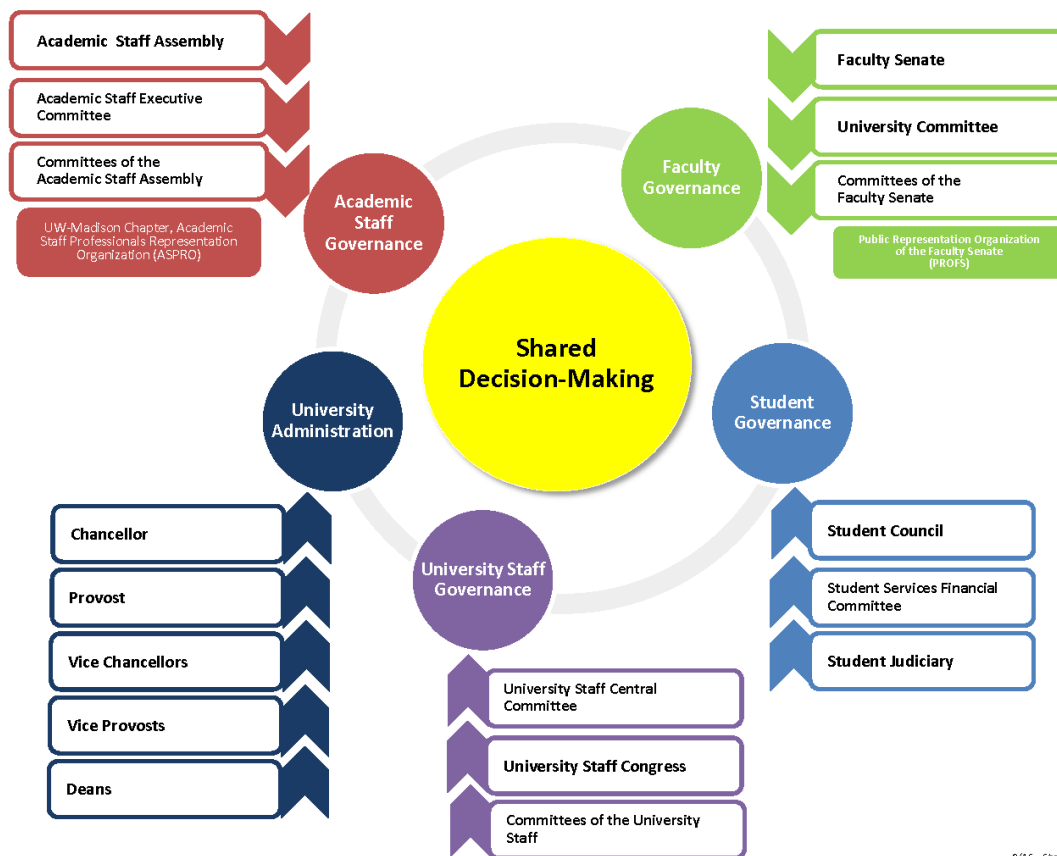 Academic Staff Assembly
Academic Staff Executive
Committee
Committees of the
Academic Staff Assembly
UW-Madison Chapter, Academic
Staff Professionals Representation
Organization (ASPRO)
Academic
Staff
Governance
Faculty Senate
University Committee
Committees of the
Faculty Senate
Public Representation Organization
of the Faculty Senate
(PROFS)
Faculty
Governance
Shared
Decision-Making
University
Administration
Student
Governance
Chancellor
Provost
Vice Chancellors
Vice Provosts
Deans
University Staff
Governance
University Staff Central
Committee
University Staff Congress
Committees of the University
Staff
Student Council
Student Services Financial
Committee
Student Judiciary